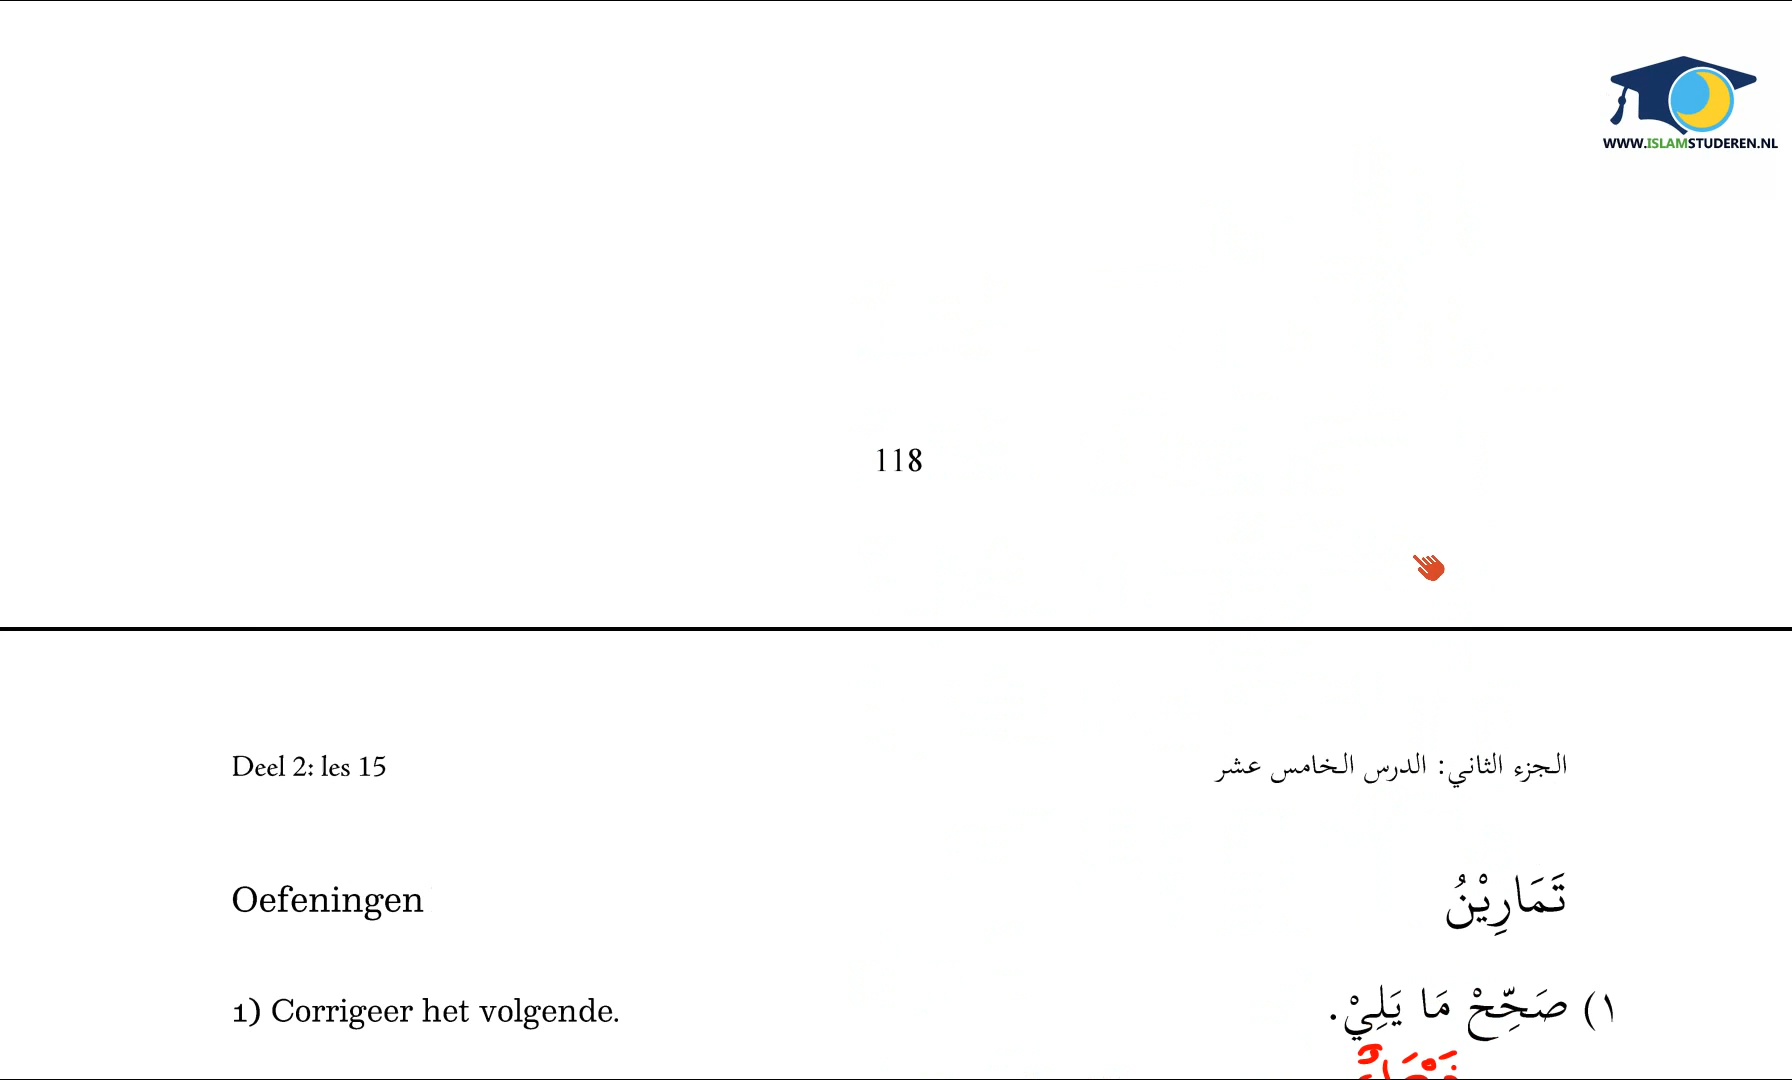 WWW.ISLAMSTUDEREN.NL
118
Deel 2: les 15
الجزء الثاني: الدرس الخامس عشر
Oefeningen
تَمَارِيْنُ
1) Corrigeer het volgende.
١) صَحِّحْ مَا يَلِيْ.